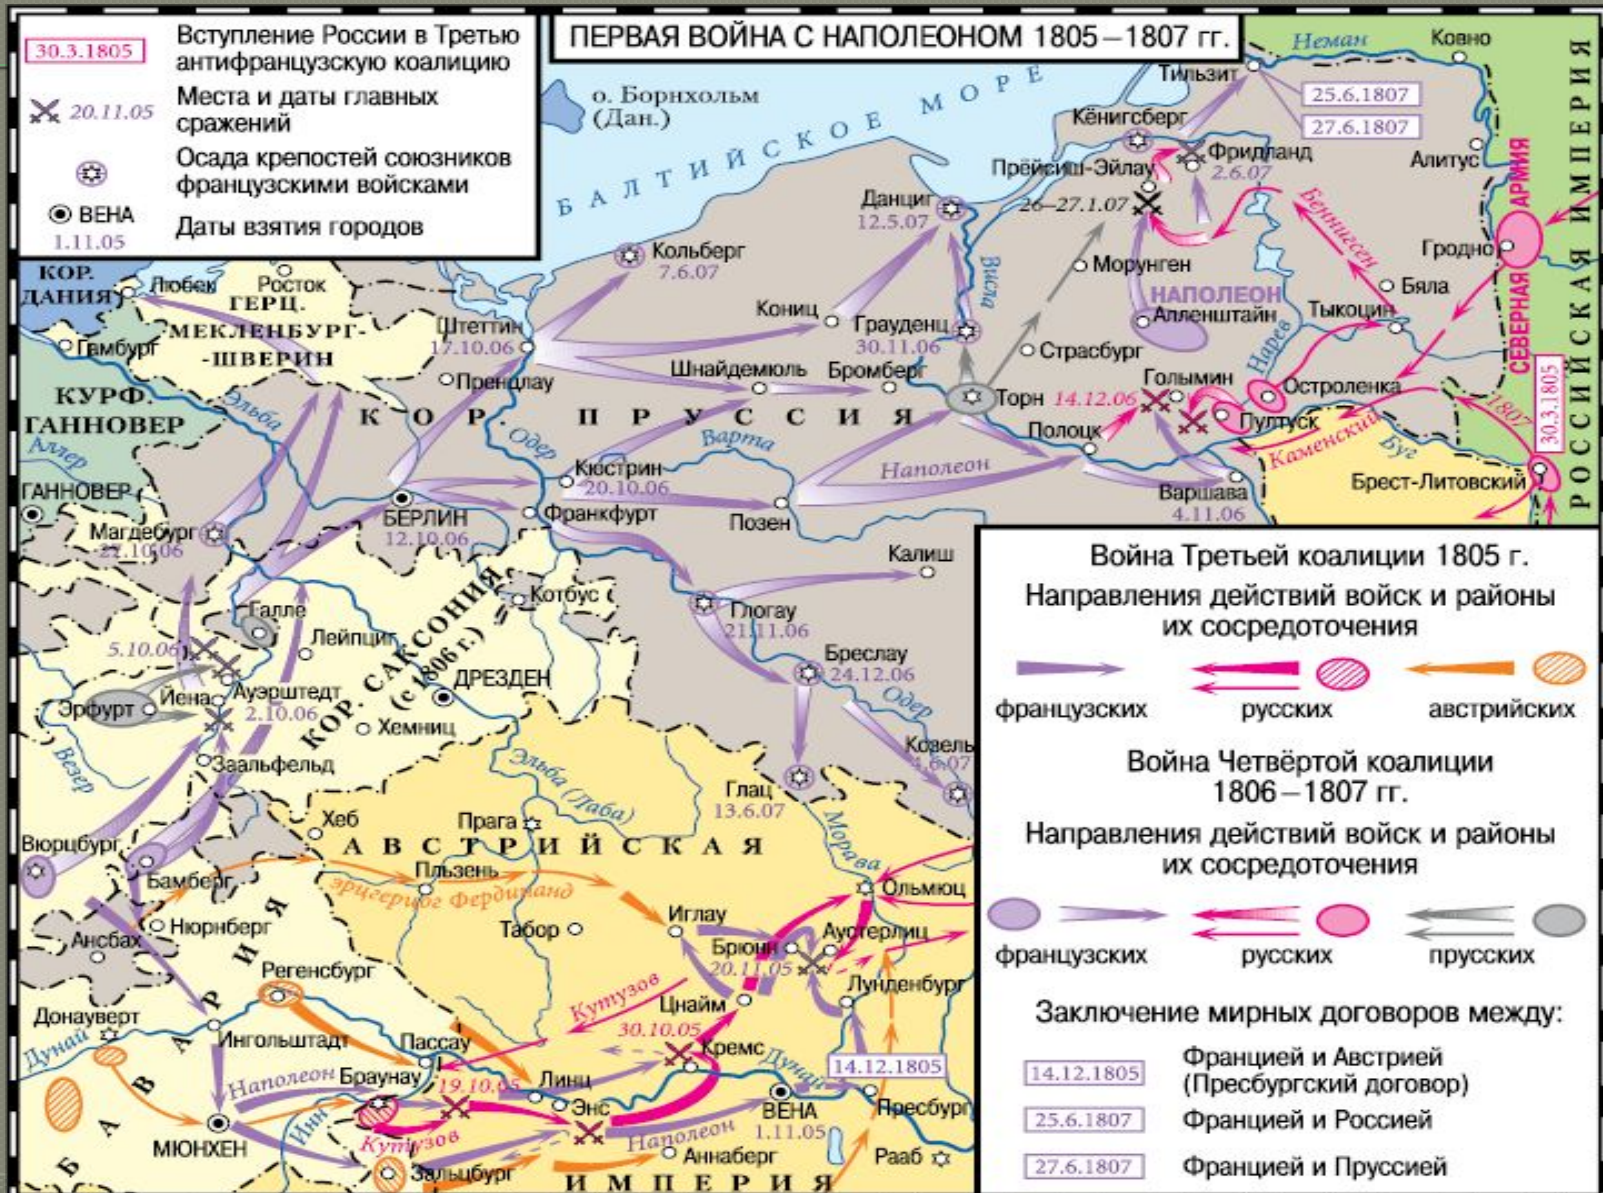 ПЕРВАЯ ВОЙНА С НАПОЛЕОНОМ 1805–1807 гг.
30.3.1805
Вступление России в Третью
антифранцузскую коалицию
20.11.05
Места и даты главных
сражений
Осада крепостей союзников
французскими войсками
ВЕНА
1.11.05
Даты взятия городов
о. Борнхольм
(Дан.)
БАЛТИЙСКОЕ МОРЕ
Неман
Ковно
Тильзит
25.6.1807
27.6.1807
Кёнигсберг
Фридланд
2.6.07
Алитус
Прёйсиш-Эйлау
26–27.1.07
РОССИЙСКАЯ ИМПЕРИЯ
СЕВЕРНАЯ АРМИЯ
Беннигсен
Гродно
Данциг
12.5.07
Кольберг
7.6.07
Висла
Морунген
Бяла
НАПОЛЕОН
Алленштайн
Тыкоцин
Нарев
КОР.
ДАНИЯ
Любек
Росток
ГЕРЦ.
МЕКЛЕНБУРГ-
-ШВЕРИН
Гамбург
Штеттин
17.10.06
Кониц
Грауденц
30.11.06
Страсбург
Пренцлау
Шнайдемюль
Бромберг
Голымин
Остроленка
30.3.1805
КУРФ.
ГАННОВЕР
Эльба
КОР. ПРУССИЯ
Торн
14.12.06
Пултуск
1807
Полоцк
Каменский
Буг
Аллер
Одер
Варта
Наполеон
ГАННОВЕР
Кюстрин
20.10.06
Варшава
4.11.06
Брест-Литовский
Магдебург
27.10.06
БЕРЛИН
12.10.06
Франкфурт
Позен
Калиш
Котбус
Галле
Лейпциг
Глогау
21.11.06
5.10.06
КОР. САКСОНИЯ
(с 1806 г.)
Бреслау
24.12.06
Эрфурт
Йена
Ауэрштедт
2.10.06
ДРЕЗДЕН
Одер
Хемниц
Козель
4.6.07
Везер
Заальфельд
Эльба (Лаба)
Глац
13.6.07
Вюрцбург
Хеб
Прага
Морава
АВСТРИЙСКАЯ
Бамберг
Пльзень
эрцгерцог Фердинанд
Ольмюц
Ансбах
Нюрнберг
Табор
Иглау
Брюнн
Аустерлиц
20.11.05
БАВАРИЯ
Регенсбург
Кутузов
Цнайм
Лунденбург
Донауверт
30.10.05
Дунай
Ингольштадт
Пассау
Кремс
Дунай
14.12.1805
Наполеон
Браунау
19.10.05
Линц
Энс
ВЕНА
1.11.05
Пресбург
МЮНХЕН
Инн
Кутузов
Наполеон
Зальцбург
Аннаберг
Рааб
ИМПЕРИЯ
Война Третьей коалиции 1805 г.
Направления действий войск и районы
их сосредоточения
французских
русских
австрийских
Война Четвёртой коалиции
1806–1807 гг.
Направления действий войск и районы
их сосредоточения
французских
русских
прусских
Заключение мирных договоров между:
14.12.1805
Францией и Австрией
(Пресбургский договор)
25.6.1807
Францией и Россией
27.6.1807
Францией и Пруссией